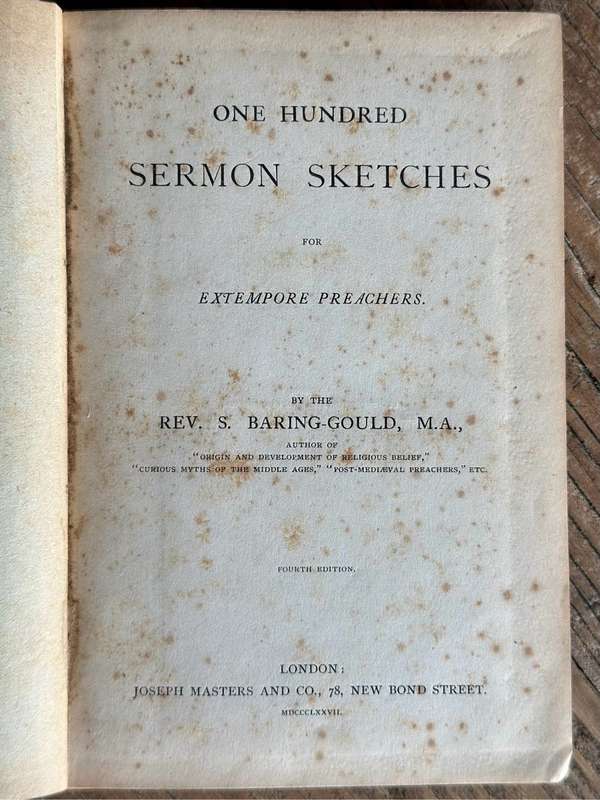 ONE HUNDRED
SERMON SKETCHES
FOR
EXTEMPORE PREACHERS.
BY THE
REV. S. BARING-GOULD, M.A.,
AUTHOR OF
"ORIGIN AND DEVELOPMENT OF RELIGIOUS BELIEF,"
"CURIOUS MYTHS OF THE MIDDLE AGES," "POST-MEDIÆVAL PREACHERS," ETC.
FOURTH EDITION.
LONDON:
JOSEPH MASTERS AND CO., 78, NEW BOND STREET.
MDCCCLXXVII.